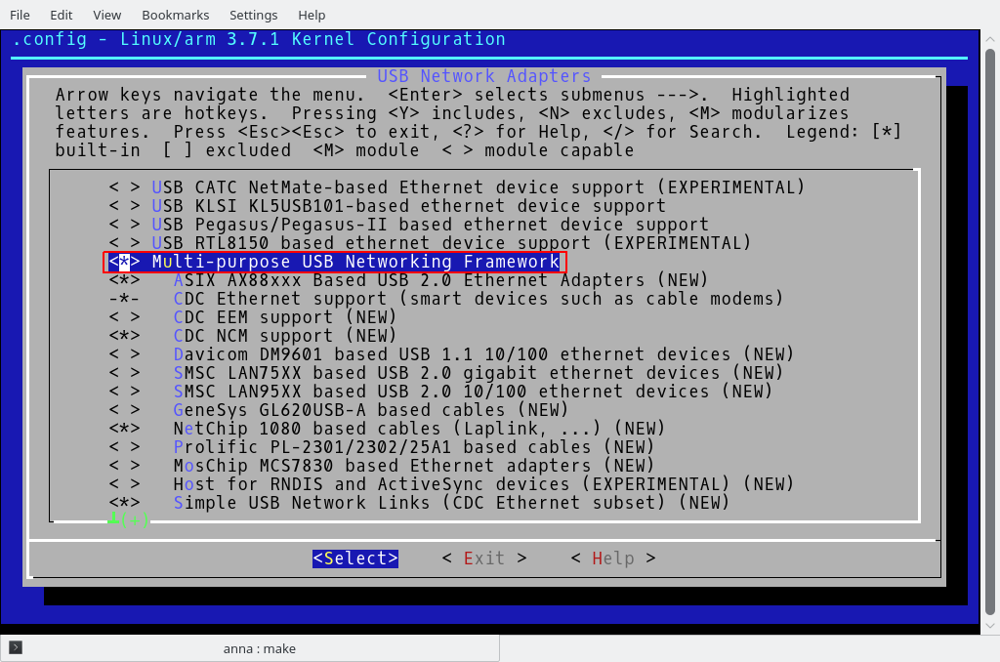 File Edit View Bookmarks Settings Help
.config - Linux/arm 3.7.1 Kernel Configuration
USB Network Adapters
Arrow keys navigate the menu.  <Enter> selects submenus --->.  Highlighted
letters are hotkeys.  Pressing <Y> includes, <N> excludes, <M> modularizes
features.  Press <Esc><Esc> to exit, <?> for Help, </> for Search.  Legend: [*]
built-in  [ ] excluded  <M> module  < > module capable
< > USB CATC NetMate-based Ethernet device support (EXPERIMENTAL)
< > USB KLSI KL5USB101-based ethernet device support
< > USB Pegasus/Pegasus-II based ethernet device support
< > USB RTL8150 based ethernet device support (EXPERIMENTAL)
<*> Multi-purpose USB Networking Framework
<*>   ASIX AX88xxx Based USB 2.0 Ethernet Adapters (NEW)
-*-   CDC Ethernet support (smart devices such as cable modems)
< >   CDC EEM support (NEW)
<*>   CDC NCM support (NEW)
< >   Davicom DM9601 based USB 1.1 10/100 ethernet devices (NEW)
< >   SMSC LAN75XX based USB 2.0 gigabit ethernet devices (NEW)
< >   SMSC LAN95XX based USB 2.0 10/100 ethernet devices (NEW)
< >   GeneSys GL620USB-A based cables (NEW)
<*>   NetChip 1080 based cables (Laplink, ...) (NEW)
< >   Prolific PL-2301/2302/25A1 based cables (NEW)
< >   MosChip MCS7830 based Ethernet adapters (NEW)
< >   Host for RNDIS and ActiveSync devices (EXPERIMENTAL) (NEW)
<*>   Simple USB Network Links (CDC Ethernet subset) (NEW)
┴(+)
<Select>    < Exit >    < Help >
anna : make